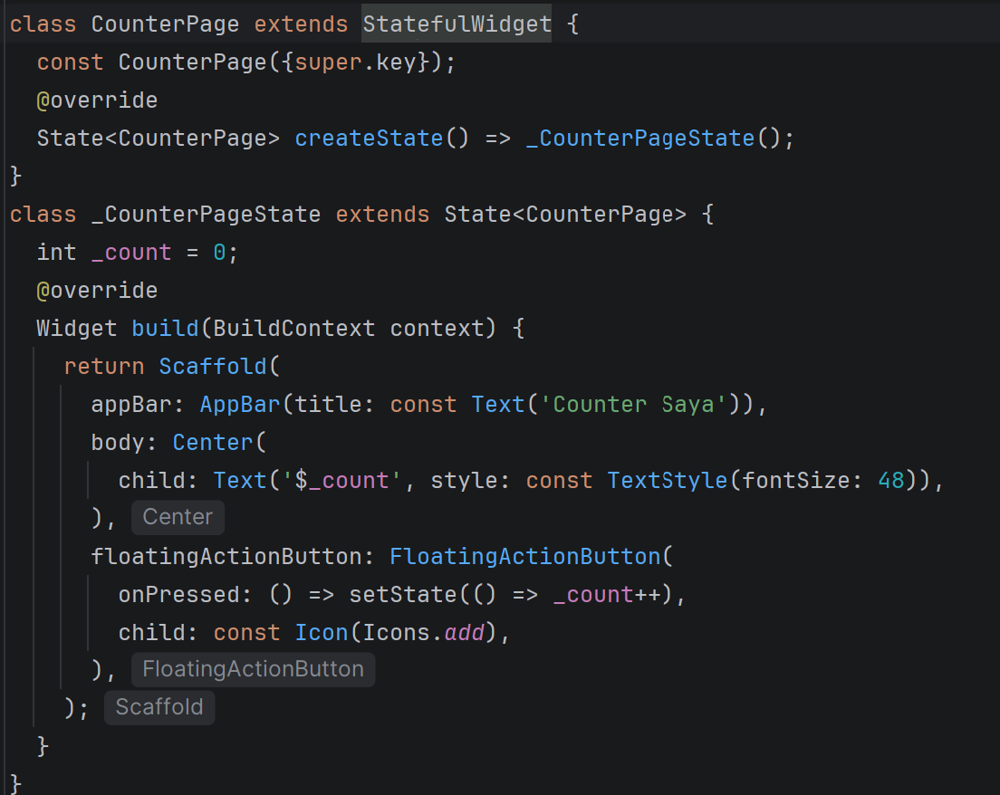 class CounterPage extends StatefulWidget {
  const CounterPage({super.key});
  @override
  State<CounterPage> createState() => _CounterPageState();
}
class _CounterPageState extends State<CounterPage> {
  int _count = 0;
  @override
  Widget build(BuildContext context) {
    return Scaffold(
      appBar: AppBar(title: const Text('Counter Saya')),
      body: Center(
        child: Text('$_count', style: const TextStyle(fontSize: 48)),
      ), Center
      floatingActionButton: FloatingActionButton(
        onPressed: () => setState(() => _count++),
        child: const Icon(Icons.add),
      ), FloatingActionButton
    ); Scaffold
  }
}